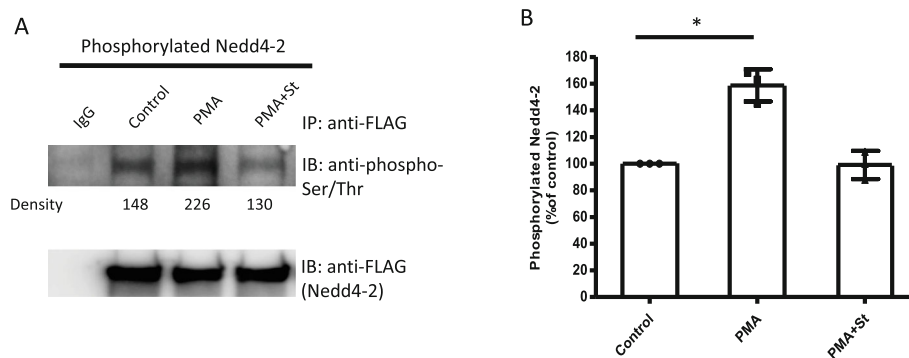 A
Phosphorylated Nedd4-2
IgG
Control
PMA
PMA+St
IP: anti-FLAG
IB: anti-phospho-
Ser/Thr
Density 148 226 130
IB: anti-FLAG
(Nedd4-2)
B
*
Phosphorylated Nedd4-2
(%of control)
180
160
140
120
100
80
60
40
20
0
Control
PMA
PMA+St